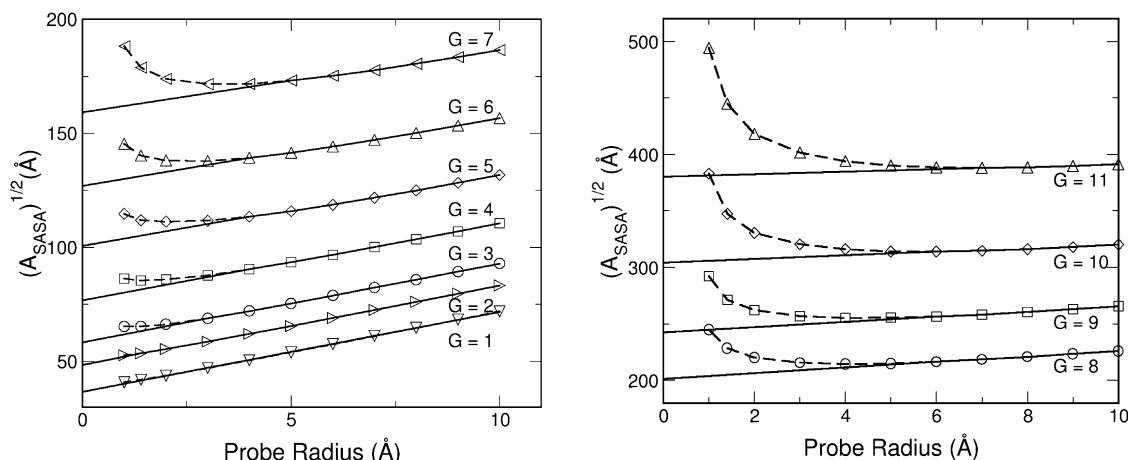 200
150
100
50
0
5
10
G = 7
G = 6
G = 5
G = 4
G = 3
G = 2
G = 1
(A_SASA)^1/2 (Å)
Probe Radius (Å)
500
400
300
200
0
2
4
6
8
10
G = 11
G = 10
G = 9
G = 8
(A_SASA)^1/2 (Å)
Probe Radius (Å)